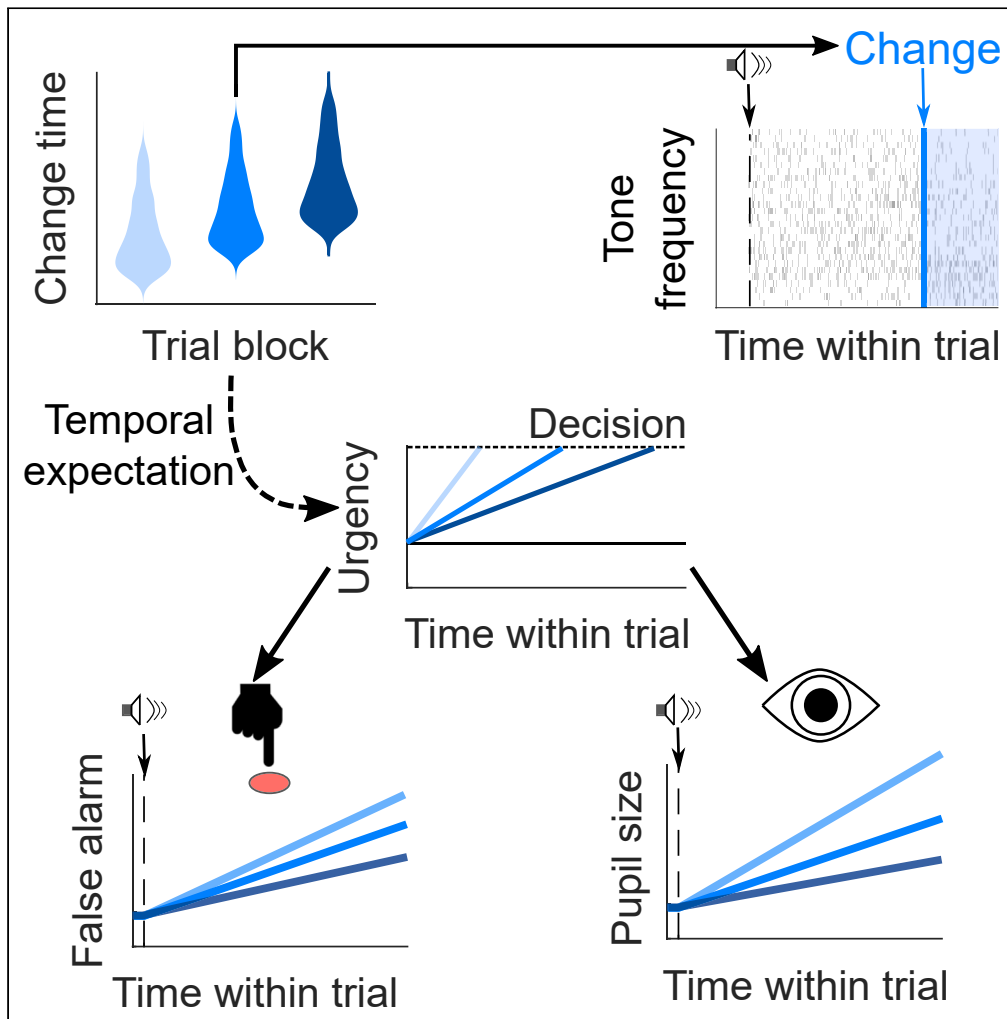 Change
Change time
Trial block
Tone
frequency
Time within trial
Temporal
expectation
Decision
Urgency
Time within trial
False alarm
Time within trial
Pupil size
Time within trial